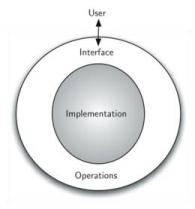 User
Interface
Implementation
Operations